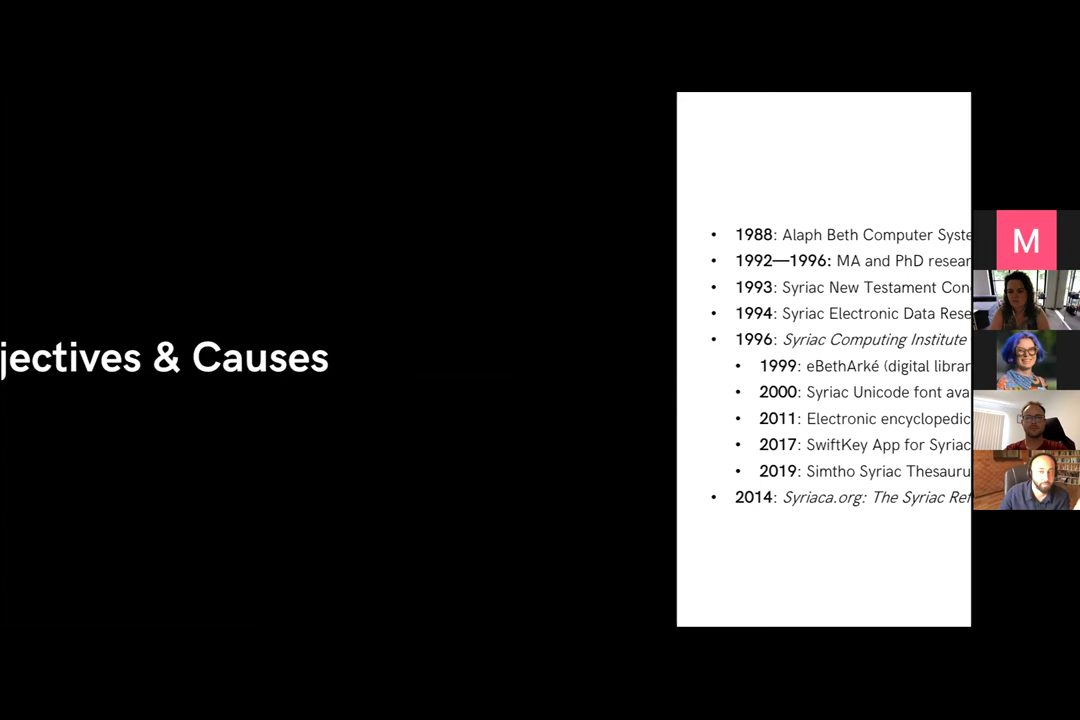 jectives & Causes
• 1988: Alaph Beth Computer Syste
• 1992—1996: MA and PhD resear
• 1993: Syriac New Testament Con
• 1994: Syriac Electronic Data Rese
• 1996: Syriac Computing Institute
• 1999: eBethArké (digital librar
• 2000: Syriac Unicode font ava
• 2011: Electronic encyclopedic
• 2017: SwiftKey App for Syriac
• 2019: Simtho Syriac Thesauru
• 2014: Syriaca.org: The Syriac Ref
M